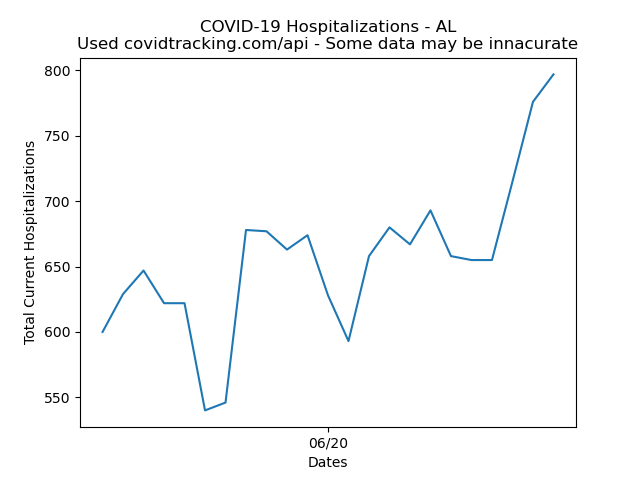 COVID-19 Hospitalizations - AL
Used covidtracking.com/api - Some data may be innacurate
Total Current Hospitalizations
800
750
700
650
600
550
06/20
Dates